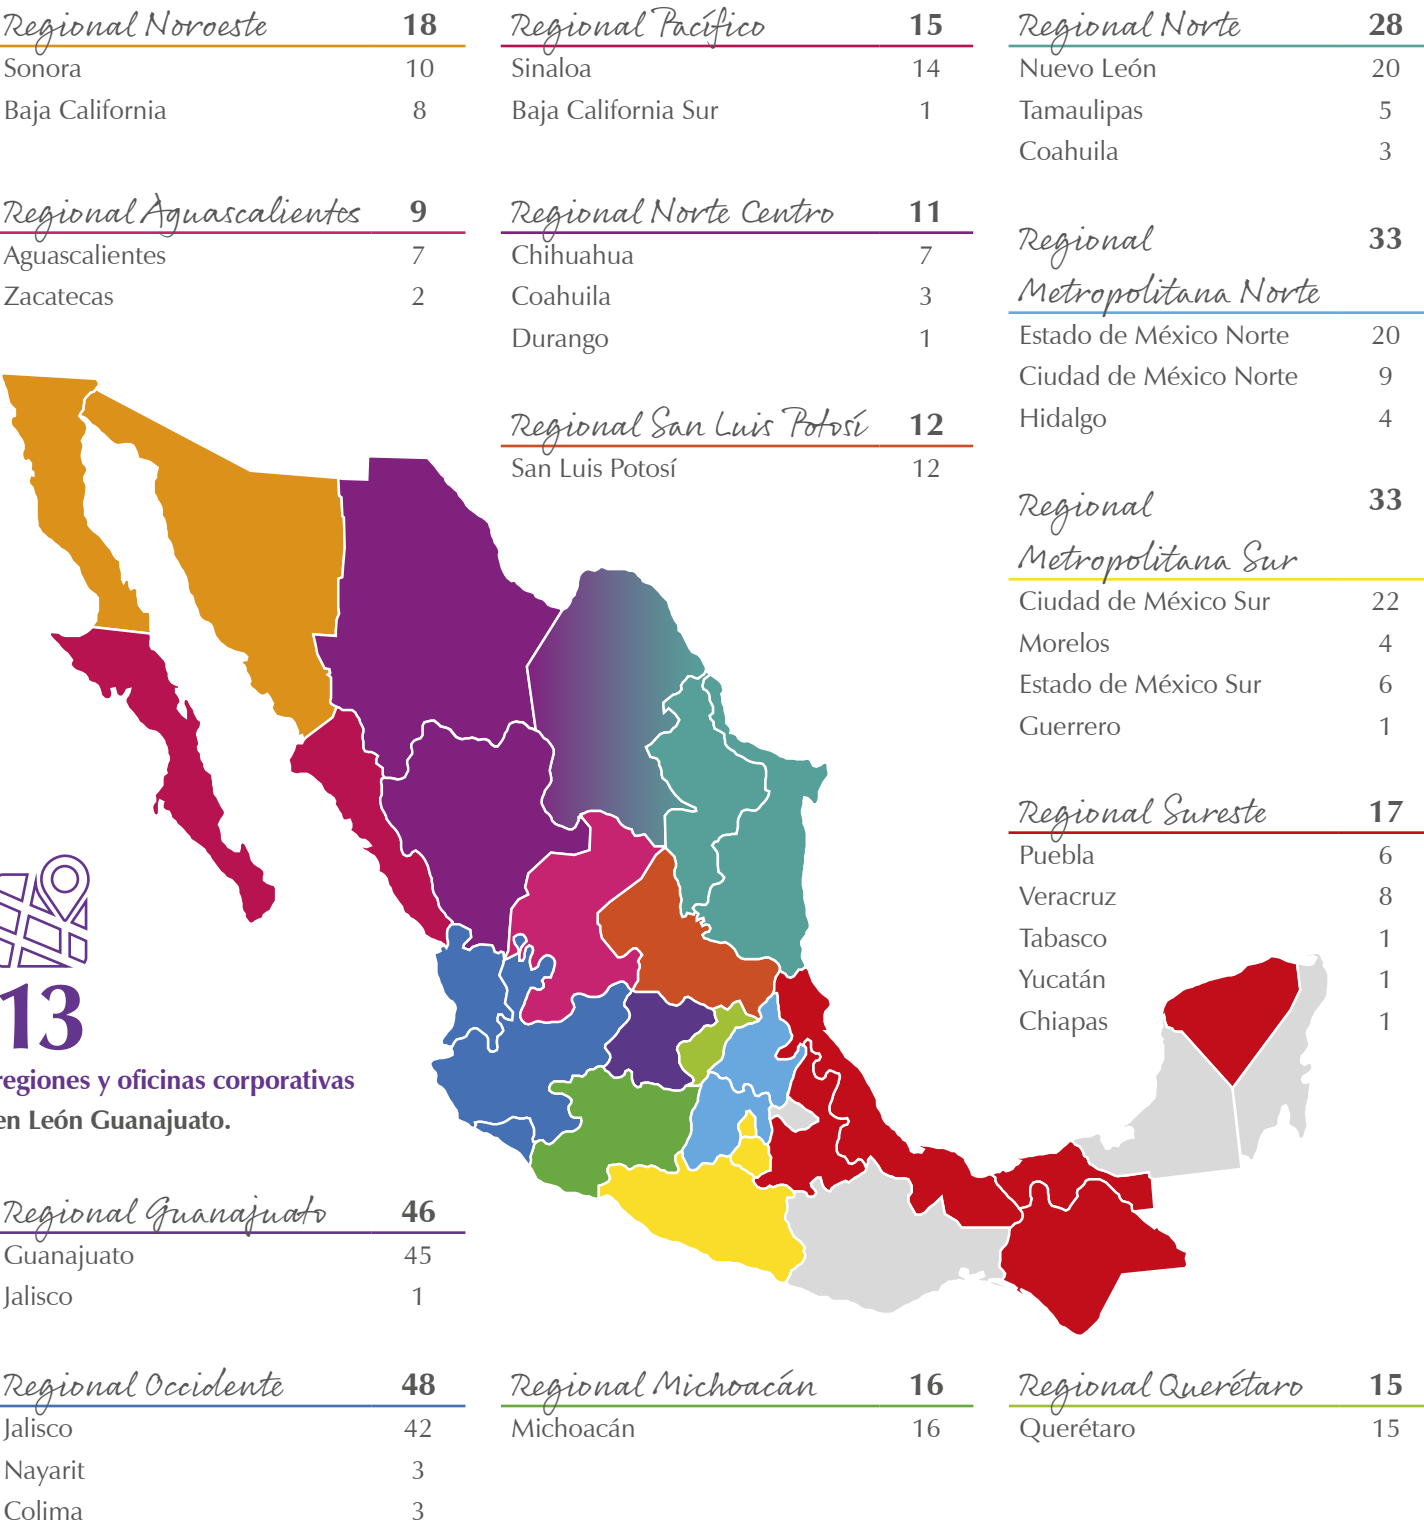 Regional Noroeste 18
Sonora 10
Baja California 8
Regional Pacífico 15
Sinaloa 14
Baja California Sur 1
Regional Norte 28
Nuevo León 20
Tamaulipas 5
Coahuila 3
Regional Aguascalientes 9
Aguascalientes 7
Zacatecas 2
Regional Norte Centro 11
Chihuahua 7
Coahuila 3
Durango 1
Regional 33
Metropolitana Norte
Estado de México Norte 20
Ciudad de México Norte 9
Hidalgo 4
Regional San Luis Potosí 12
San Luis Potosí 12
Regional 33
Metropolitana Sur
Ciudad de México Sur 22
Morelos 4
Estado de México Sur 6
Guerrero 1
Regional Sureste 17
Puebla 6
Veracruz 8
Tabasco 1
Yucatán 1
Chiapas 1
13
regiones y oficinas corporativas
en León Guanajuato.
Regional Guanajuato 46
Guanajuato 45
Jalisco 1
Regional Occidente 48
Jalisco 42
Nayarit 3
Colima 3
Regional Michoacán 16
Michoacán 16
Regional Querétaro 15
Querétaro 15